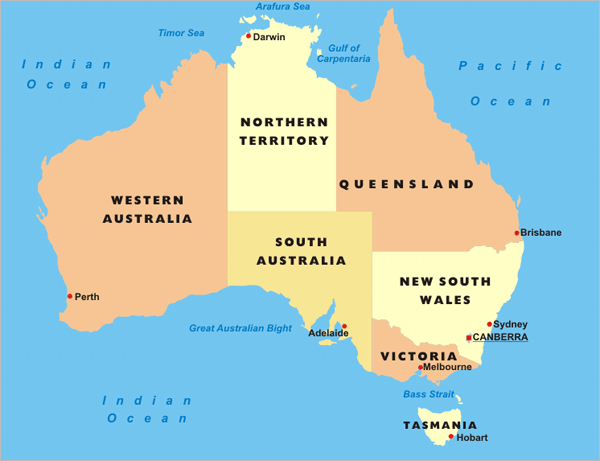 Arafura Sea
Timor Sea
Darwin
Gulf of
Carpentaria
Indian
Ocean
Pacific
Ocean
NORTHERN
TERRITORY
QUEENSLAND
WESTERN
AUSTRALIA
SOUTH
AUSTRALIA
Brisbane
NEW SOUTH
WALES
Perth
Great Australian Bight
Adelaide
Sydney
CANBERRA
VICTORIA
Melbourne
Bass Strait
Indian
Ocean
TASMANIA
Hobart